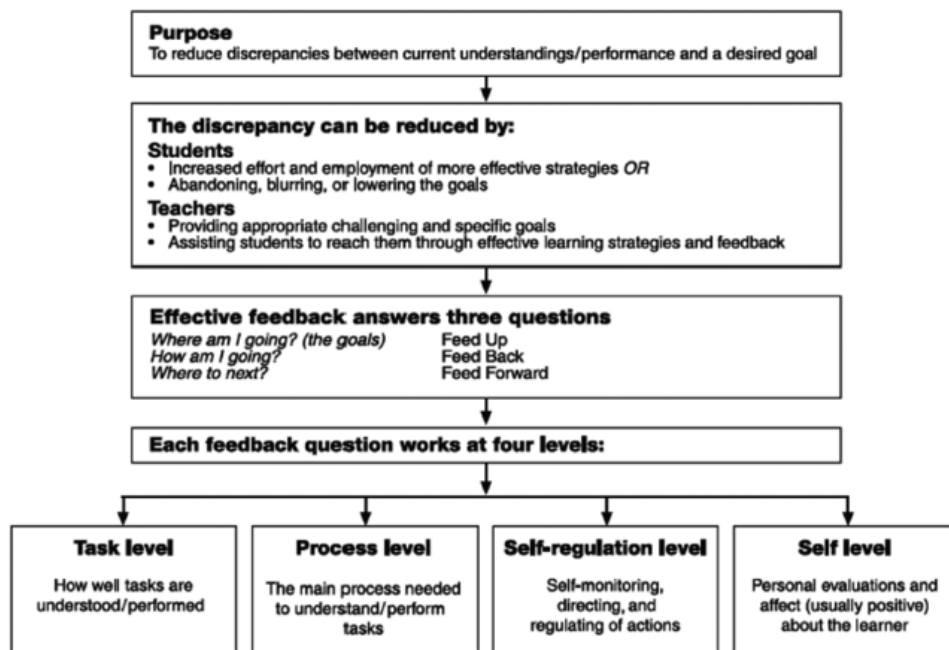 Purpose
To reduce discrepancies between current understandings/performance and a desired goal
The discrepancy can be reduced by:
Students
• Increased effort and employment of more effective strategies OR
• Abandoning, blurring, or lowering the goals
Teachers
• Providing appropriate challenging and specific goals
• Assisting students to reach them through effective learning strategies and feedback
Effective feedback answers three questions
Where am I going? (the goals) Feed Up
How am I going? Feed Back
Where to next? Feed Forward
Each feedback question works at four levels:
Task level
How well tasks are
understood/performed
Process level
The main process needed
to understand/perform
tasks
Self-regulation level
Self-monitoring,
directing, and
regulating of actions
Self level
Personal evaluations and
affect (usually positive)
about the learner